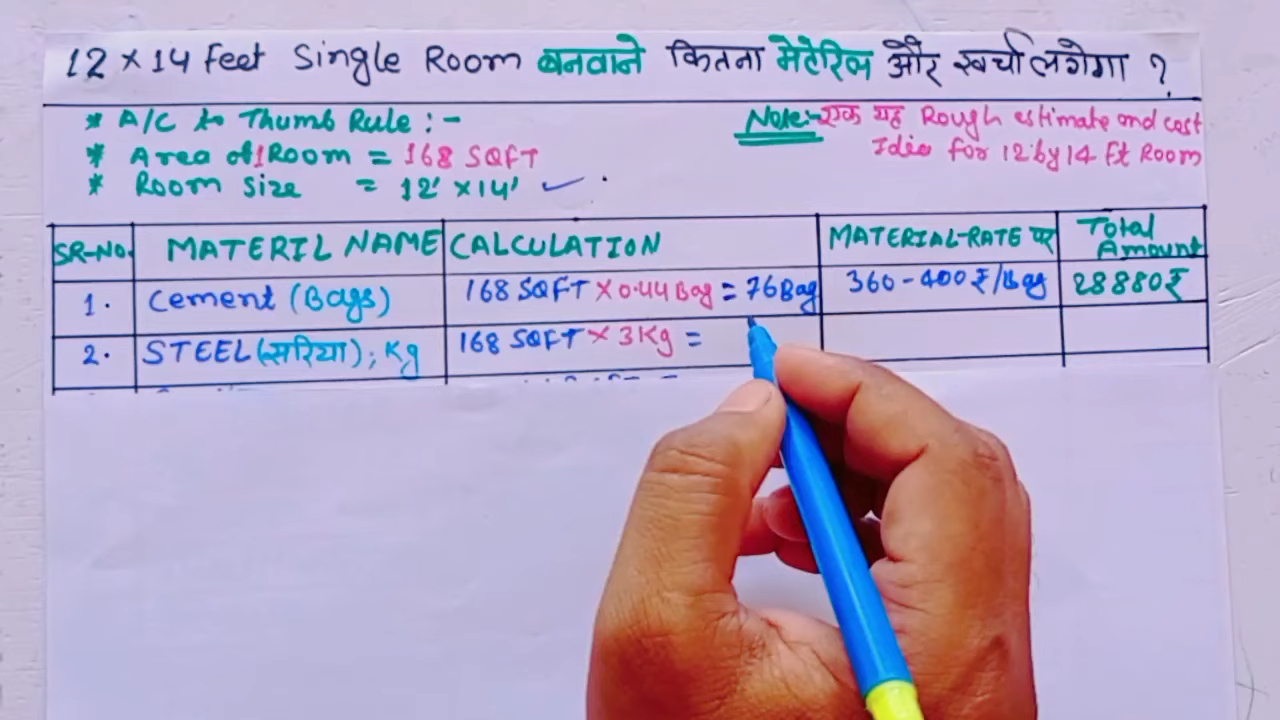 12 × 14 Feet Single Room बनवाने कितना मेटेरिल और खर्चा लगेगा ?
* A/C to Thumb Rule :-
* Area of 1 Room = 168 SQFT
* Room Size = 12' × 14' ✓
Note:- एक यह Rough estimate and cost
Idea for 12 by 14 Ft Room
SR-NO. MATERIL NAME CALCULATION MATERIAL-RATE पर Total Amount
1. Cement (Bags) 168 SQFT × 0.44 Bag = 76 Bag 360-400₹/Bag 28880₹
2. STEEL (सरिया); Kg 168 SQFT × 3 Kg =